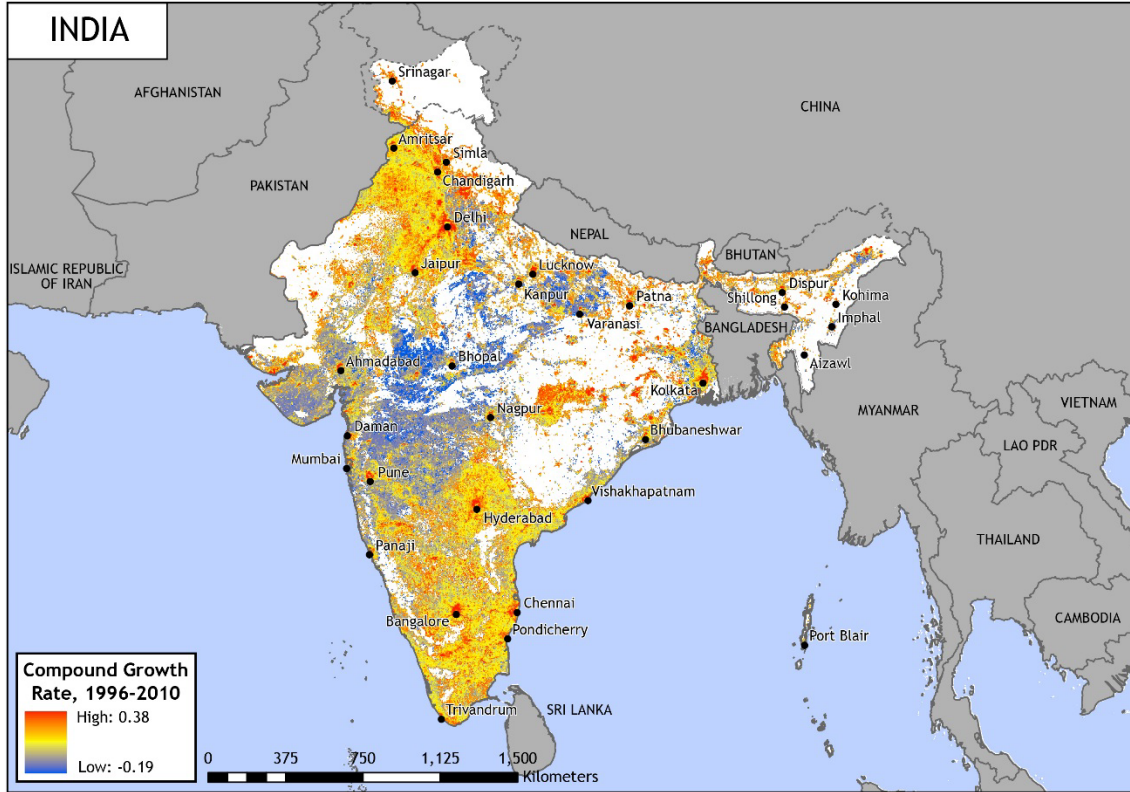 INDIA
Srinagar
AFGHANISTAN
CHINA
Amritsar
Simla
Chandigarh
PAKISTAN
Delhi
NEPAL
BHUTAN
ISLAMIC REPUBLIC
OF IRAN
Jaipur
Lucknow
Kanpur
Patna
Dispur
Shillong
Kohima
Imphal
Varanasi
BANGLADESH
Ahmadabad
Bhopal
Aizawl
Kolkata
MYANMAR
VIETNAM
Nagpur
Daman
Bhubaneshwar
LAO PDR
Mumbai
Pune
Vishakhapatnam
Hyderabad
THAILAND
Panaji
Chennai
CAMBODIA
Bangalore
Pondicherry
Port Blair
Compound Growth
Rate, 1996-2010
High: 0.38
Low: -0.19
Trivandrum
SRI LANKA
0 375 750 1,125 1,500
Kilometers